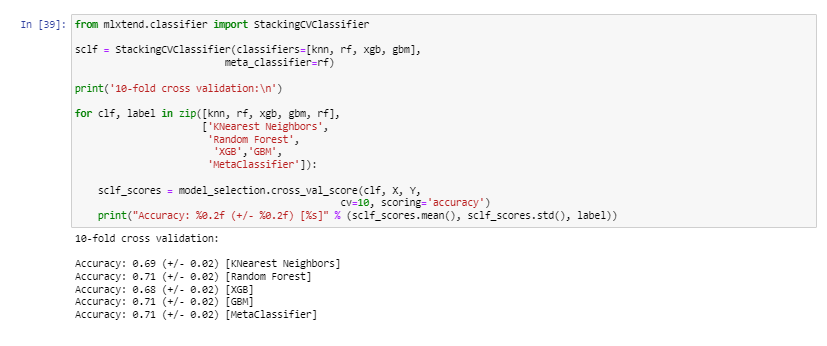 In [39]: from mlxtend.classifier import StackingCVClassifier
sclf = StackingCVClassifier(classifiers=[knn, rf, xgb, gbm],
meta_classifier=rf)
print('10-fold cross validation:\n')
for clf, label in zip([knn, rf, xgb, gbm, rf],
['KNearest Neighbors',
'Random Forest',
'XGB','GBM',
'MetaClassifier']):
sclf_scores = model_selection.cross_val_score(clf, X, Y,
cv=10, scoring='accuracy')
print("Accuracy: %0.2f (+/- %0.2f) [%s]" % (sclf_scores.mean(), sclf_scores.std(), label))
10-fold cross validation:
Accuracy: 0.69 (+/- 0.02) [KNearest Neighbors]
Accuracy: 0.71 (+/- 0.02) [Random Forest]
Accuracy: 0.68 (+/- 0.02) [XGB]
Accuracy: 0.71 (+/- 0.02) [GBM]
Accuracy: 0.71 (+/- 0.02) [MetaClassifier]